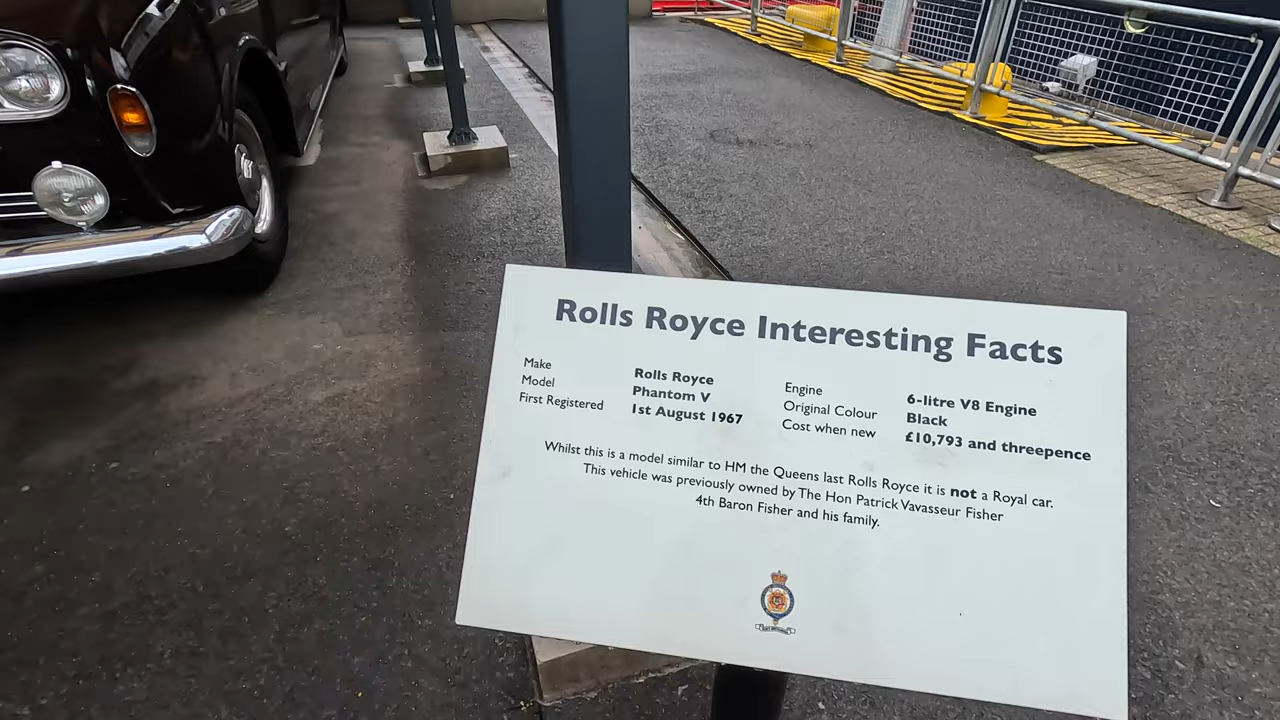 Rolls Royce Interesting Facts
Make Rolls Royce
Model Phantom V
First Registered 1st August 1967
Engine 6-litre V8 Engine
Original Colour Black
Cost when new £10,793 and threepence
Whilst this is a model similar to HM the Queens last Rolls Royce it is not a Royal car.
This vehicle was previously owned by The Hon Patrick Vavasseur Fisher
4th Baron Fisher and his family.